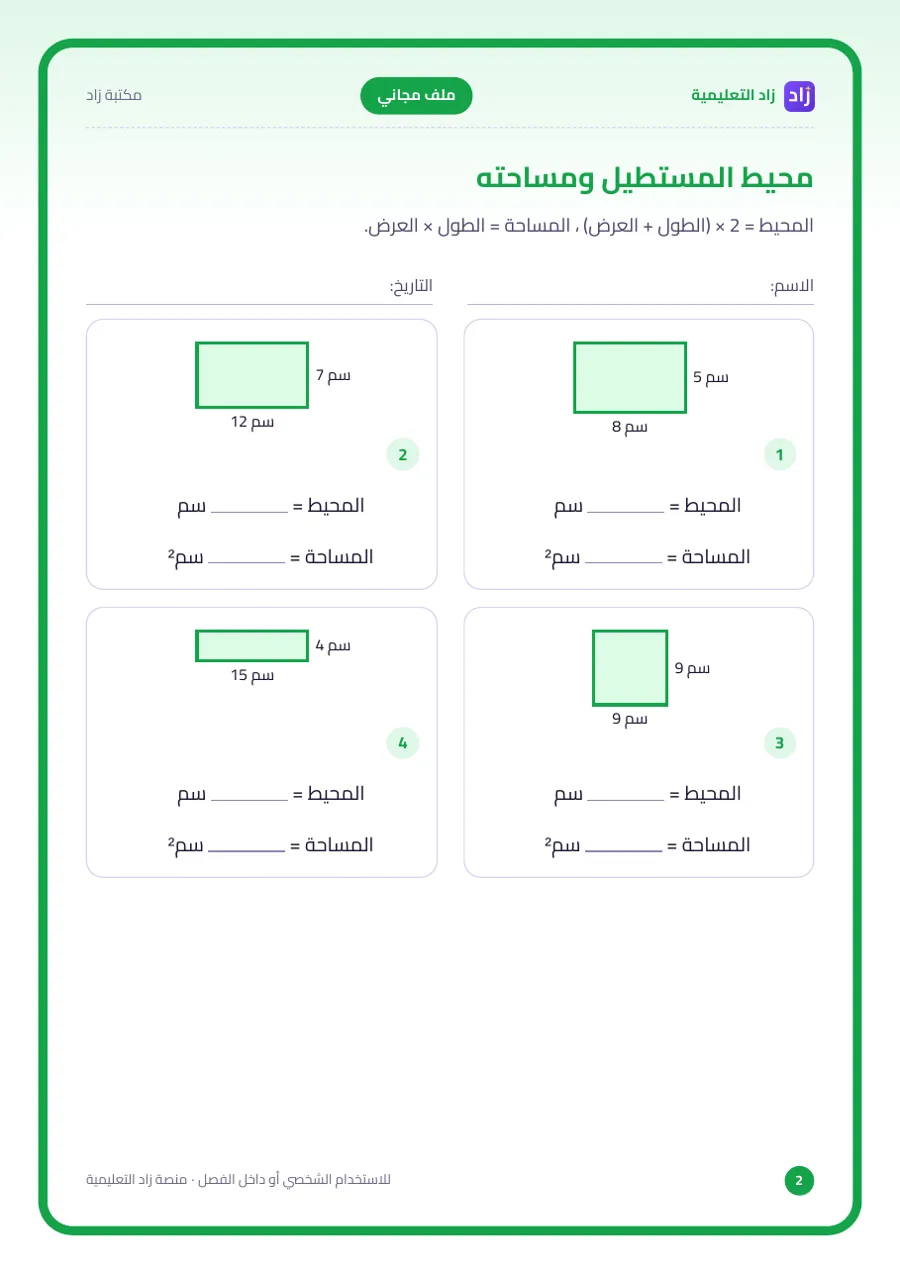 زاد زاد التعليمية
ملف مجاني
مكتبة زاد
محيط المستطيل ومساحته
المحيط = 2 × (الطول + العرض) ، المساحة = الطول × العرض.
الاسم:
التاريخ:
5 سم
8 سم
1
المحيط = ________ سم
المساحة = ________ سم²
7 سم
12 سم
2
المحيط = ________ سم
المساحة = ________ سم²
9 سم
9 سم
3
المحيط = ________ سم
المساحة = ________ سم²
4 سم
15 سم
4
المحيط = ________ سم
المساحة = ________ سم²
2
للاستخدام الشخصي أو داخل الفصل · منصة زاد التعليمية